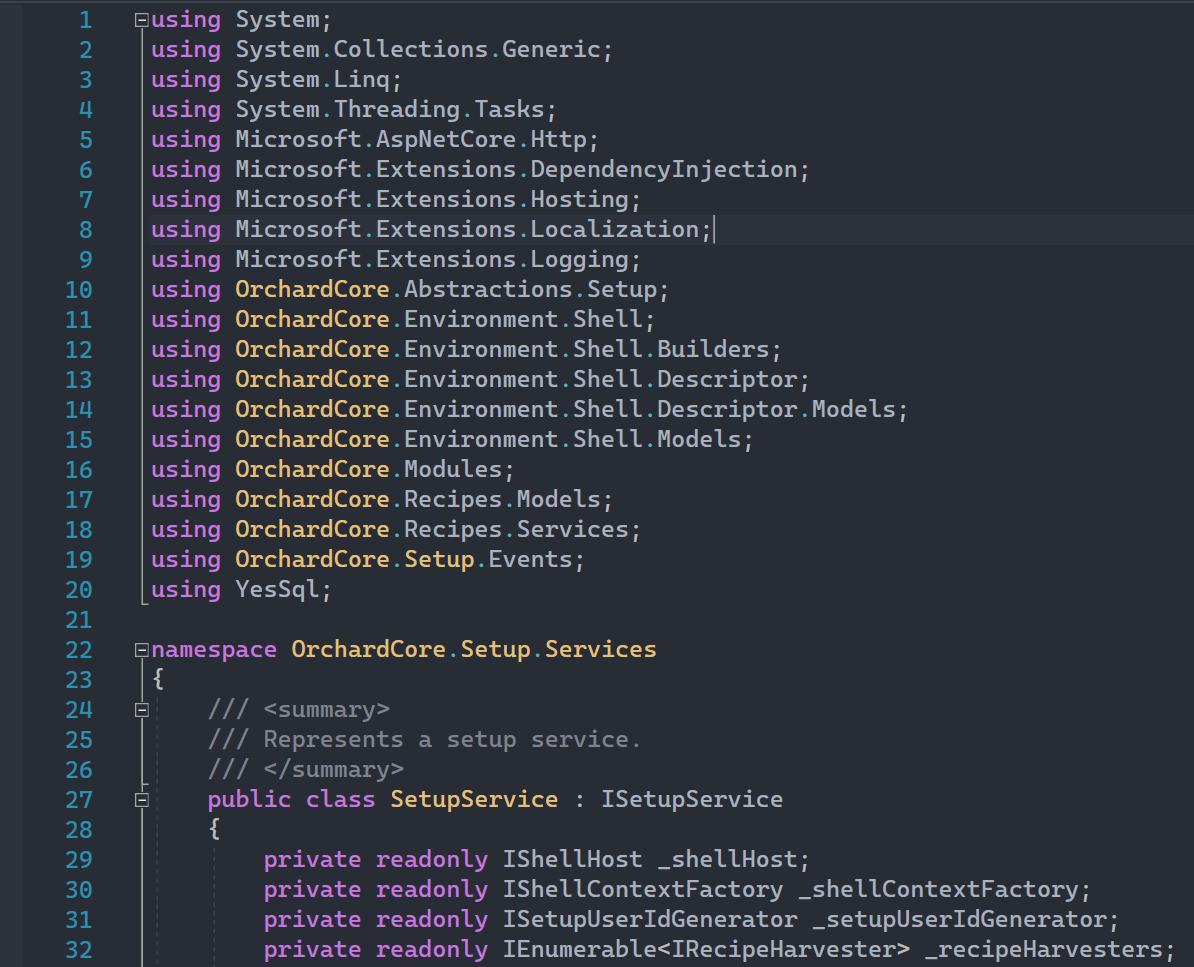 1 using System;
2 using System.Collections.Generic;
3 using System.Linq;
4 using System.Threading.Tasks;
5 using Microsoft.AspNetCore.Http;
6 using Microsoft.Extensions.DependencyInjection;
7 using Microsoft.Extensions.Hosting;
8 using Microsoft.Extensions.Localization;
9 using Microsoft.Extensions.Logging;
10 using OrchardCore.Abstractions.Setup;
11 using OrchardCore.Environment.Shell;
12 using OrchardCore.Environment.Shell.Builders;
13 using OrchardCore.Environment.Shell.Descriptor;
14 using OrchardCore.Environment.Shell.Descriptor.Models;
15 using OrchardCore.Environment.Shell.Models;
16 using OrchardCore.Modules;
17 using OrchardCore.Recipes.Models;
18 using OrchardCore.Recipes.Services;
19 using OrchardCore.Setup.Events;
20 using YesSql;
21
22 namespace OrchardCore.Setup.Services
23 {
24     /// <summary>
25     /// Represents a setup service.
26     /// </summary>
27     public class SetupService : ISetupService
28     {
29         private readonly IShellHost _shellHost;
30         private readonly IShellContextFactory _shellContextFactory;
31         private readonly ISetupUserIdGenerator _setupUserIdGenerator;
32         private readonly IEnumerable<IRecipeHarvester> _recipeHarvesters;